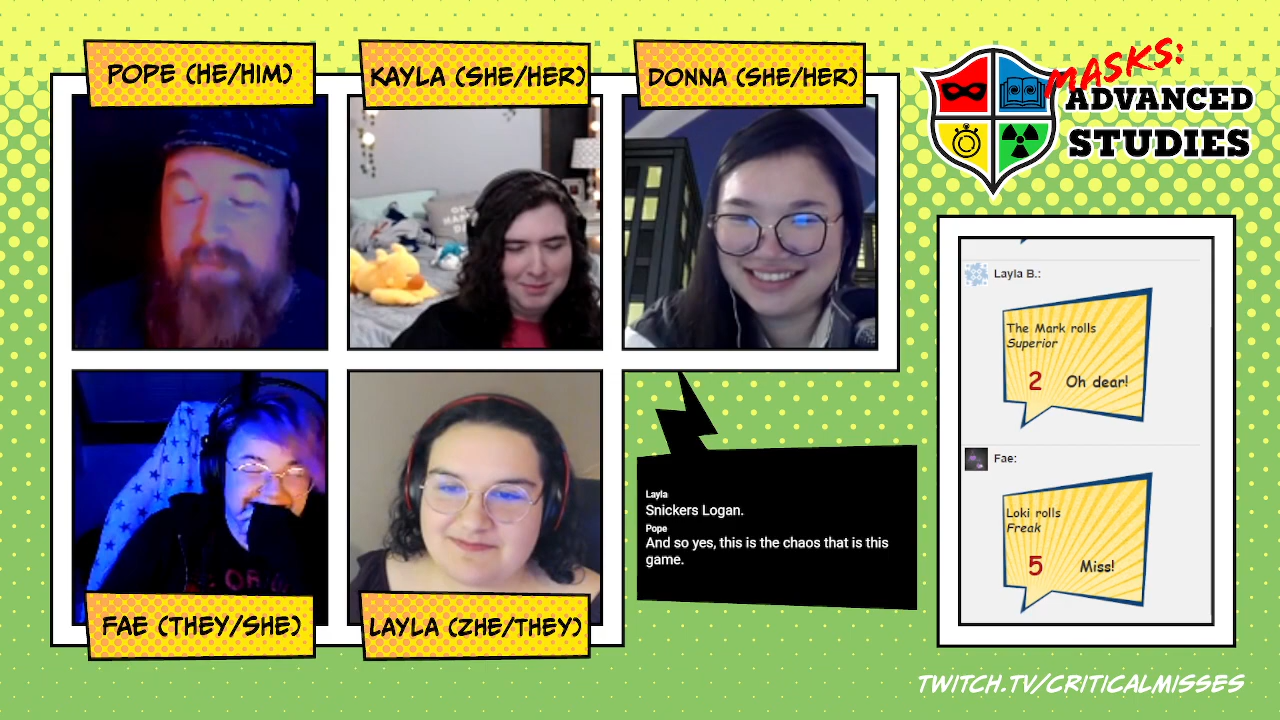 POPE (HE/HIM)
KAYLA (SHE/HER)
DONNA (SHE/HER)
MASKS:
ADVANCED
STUDIES
Layla B.:
The Mark rolls
Superior
2 Oh dear!
Fae:
Loki rolls
Freak
5 Miss!
Layla
Snickers Logan.
Pope
And so yes, this is the chaos that is this
game.
FAE (THEY/SHE)
LAYLA (ZHE/THEY)
TWITCH.TV/CRITICALMISSES